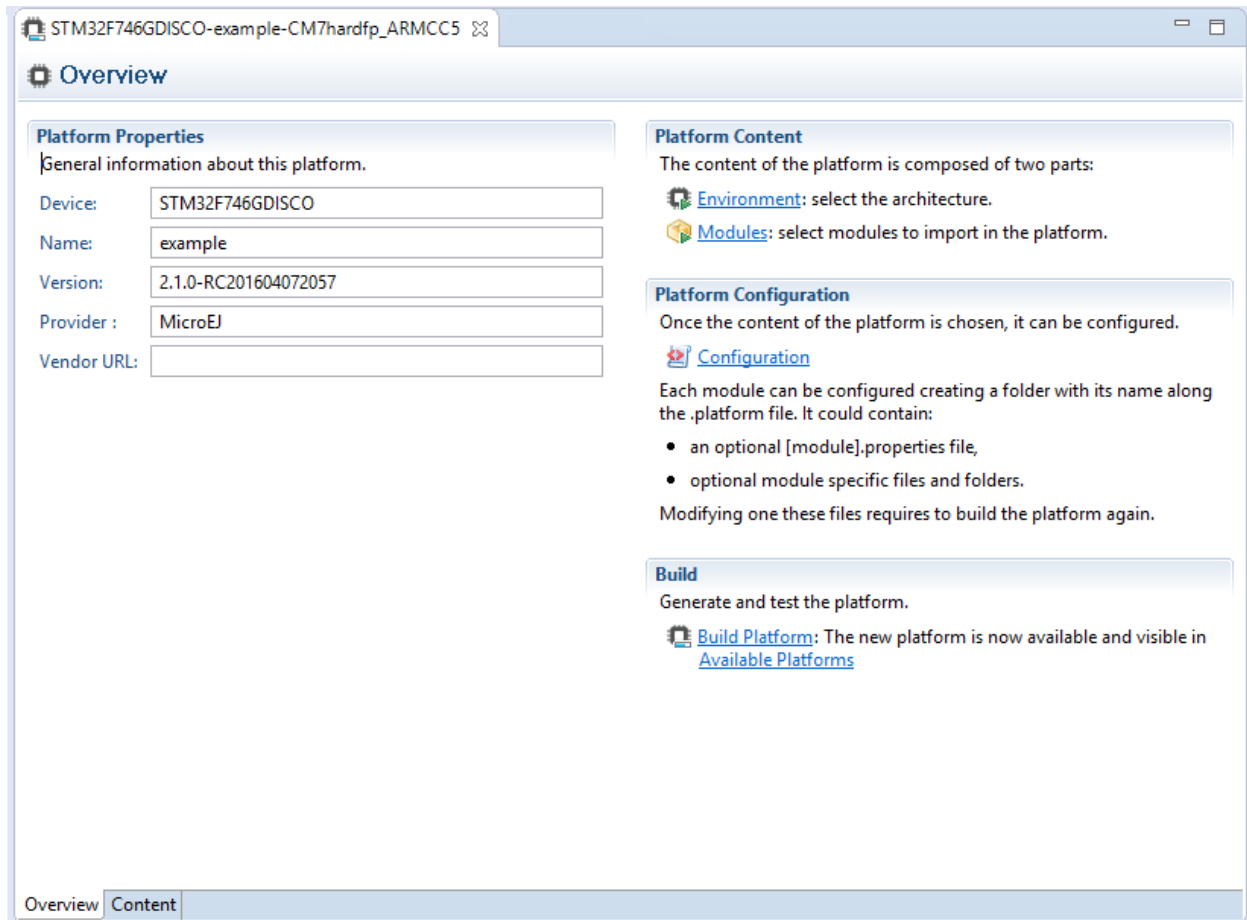 STM32F746GDISCO-example-CM7hardfp_ARMCC5
Overview
Platform Properties
General information about this platform.
Device: STM32F746GDISCO
Name: example
Version: 2.1.0-RC201604072057
Provider : MicroEJ
Vendor URL:
Platform Content
The content of the platform is composed of two parts:
Environment: select the architecture.
Modules: select modules to import in the platform.
Platform Configuration
Once the content of the platform is chosen, it can be configured.
Configuration
Each module can be configured creating a folder with its name along
the .platform file. It could contain:
• an optional [module].properties file,
• optional module specific files and folders.
Modifying one these files requires to build the platform again.
Build
Generate and test the platform.
Build Platform: The new platform is now available and visible in
Available Platforms
Overview Content